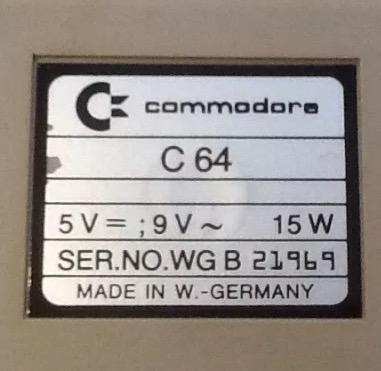 commodore
C 64
5 V = ; 9 V ~ 15 W
SER.NO.WG B 21969
MADE IN W.-GERMANY